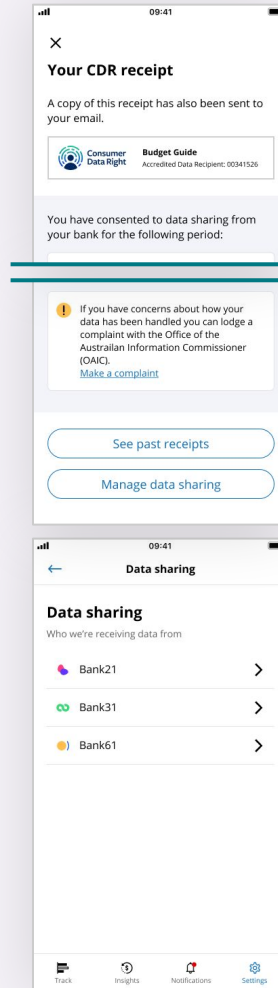 09:41
Your CDR receipt
A copy of this receipt has also been sent to
your email.
Consumer
Data Right
Budget Guide
Accredited Data Recipient: 00341526
You have consented to data sharing from
your bank for the following period:
If you have concerns about how your
data has been handled you can lodge a
complaint with the Office of the
Austrailan Information Commissioner
(OAIC).
Make a complaint
See past receipts
Manage data sharing
09:41
Data sharing
Data sharing
Who we're receiving data from
Bank21
Bank31
Bank61
Track
Insights
Notifications
Settings